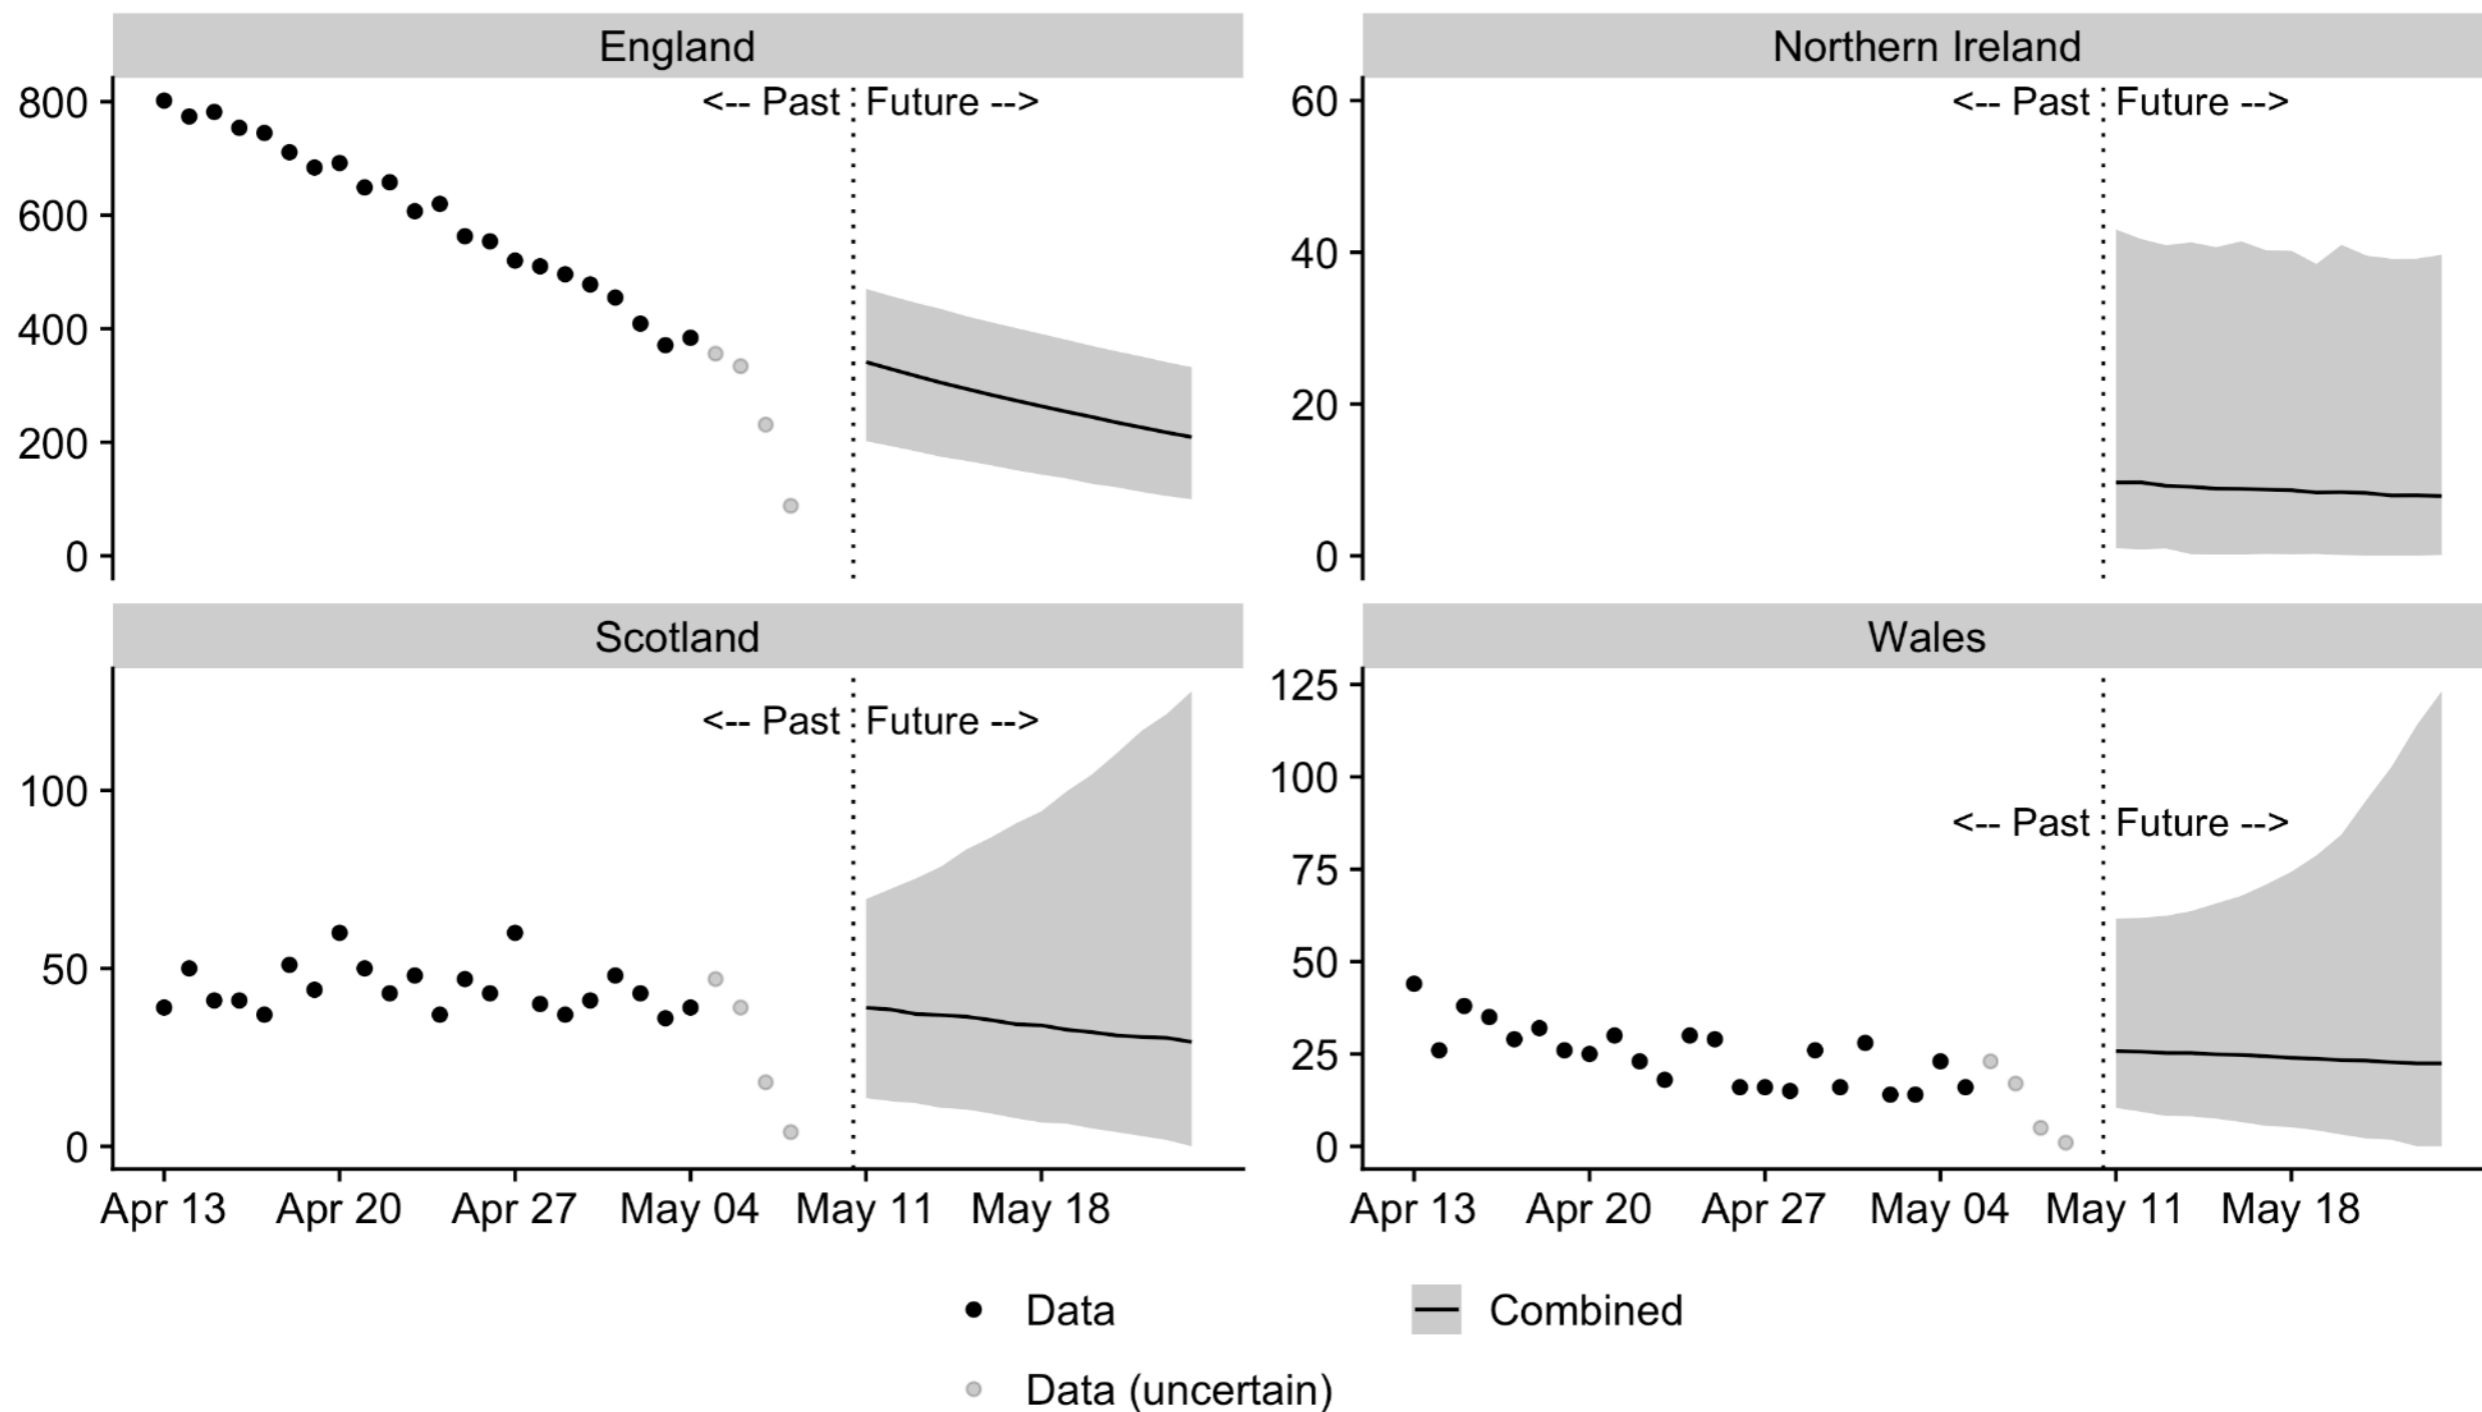 England
800
600
400
200
0
<-- Past Future -->
Northern Ireland
60
40
20
0
<-- Past Future -->
Scotland
100
50
0
<-- Past Future -->
Apr 13 Apr 20 Apr 27 May 04 May 11 May 18
Wales
125
100
75
50
25
0
<-- Past Future -->
Apr 13 Apr 20 Apr 27 May 04 May 11 May 18
Data
Data (uncertain)
Combined